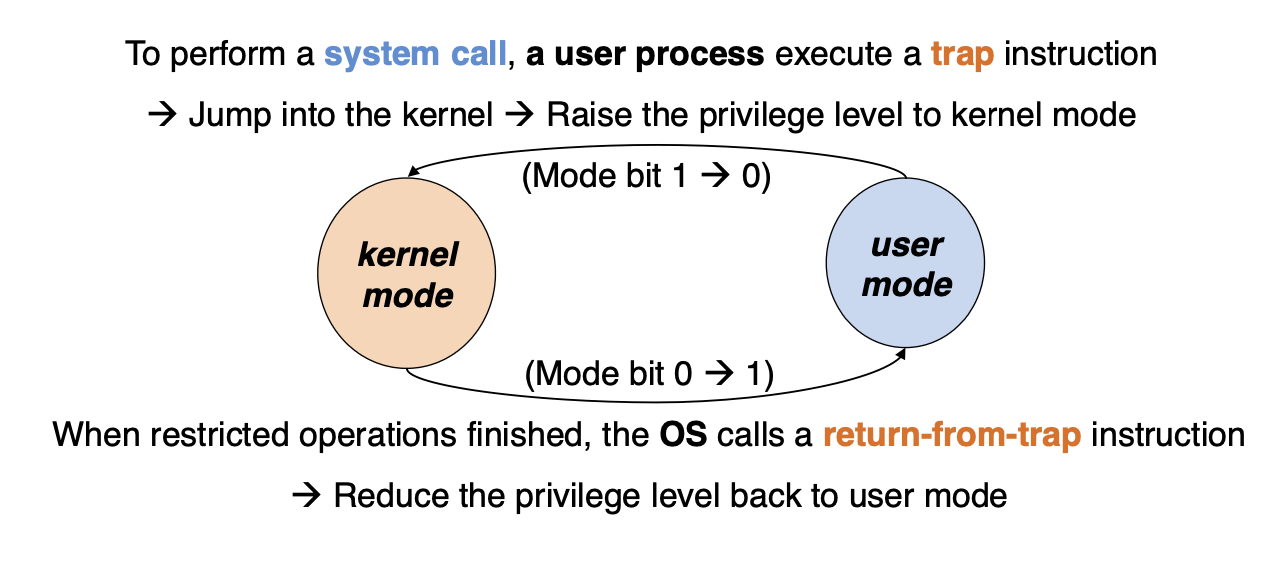 To perform a system call, a user process execute a trap instruction
→ Jump into the kernel → Raise the privilege level to kernel mode
(Mode bit 1 → 0)
kernel
mode
user
mode
(Mode bit 0 → 1)
When restricted operations finished, the OS calls a return-from-trap instruction
→ Reduce the privilege level back to user mode